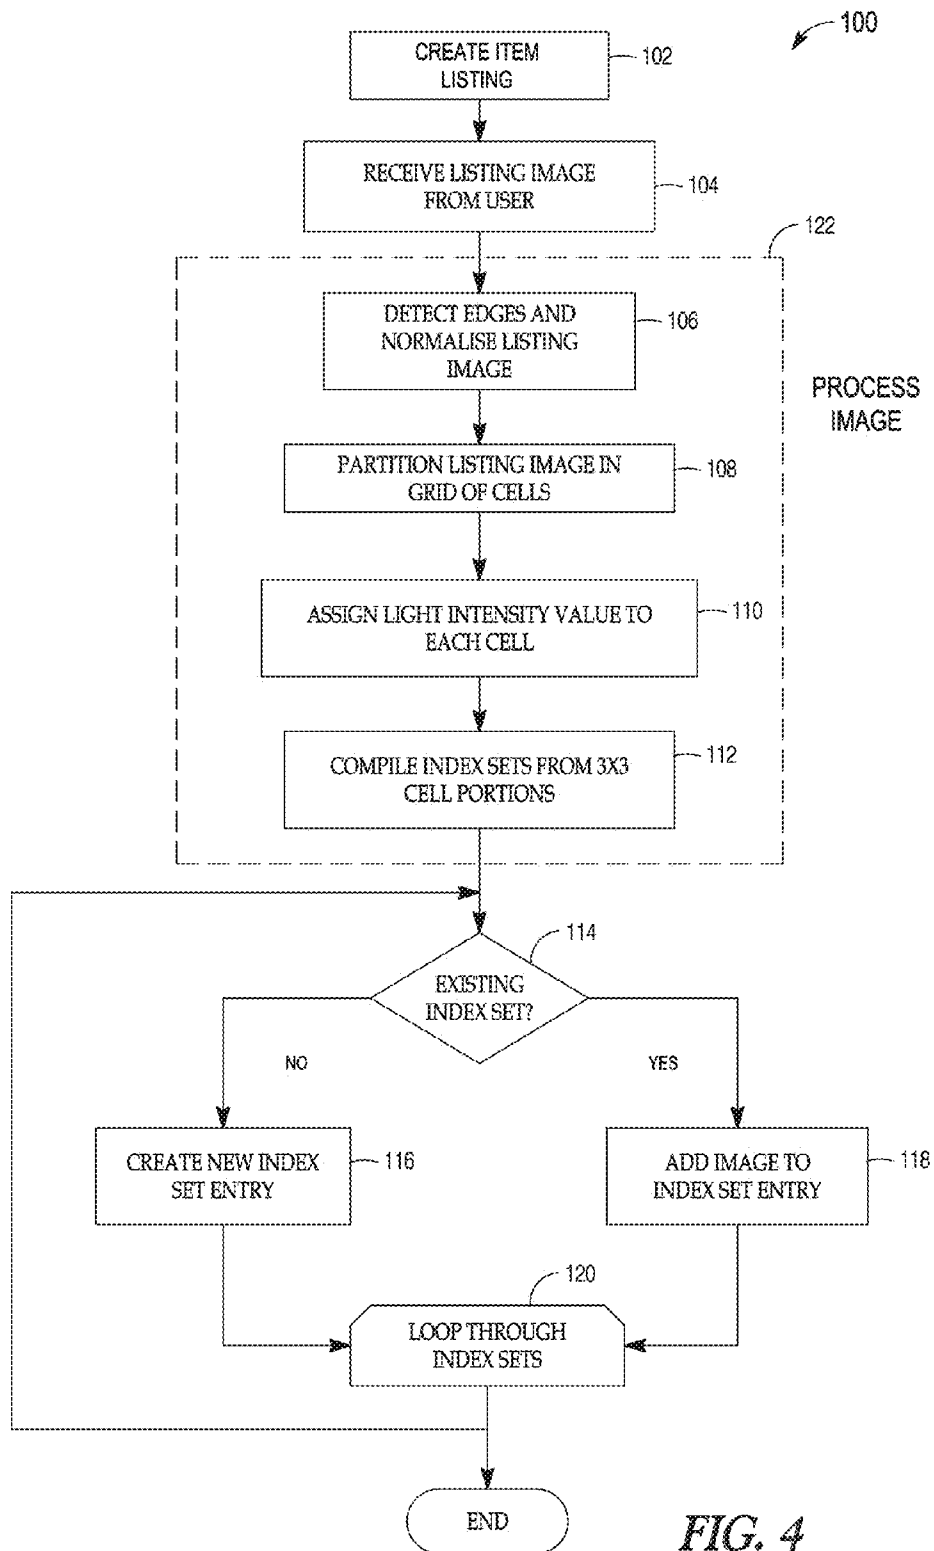 100
CREATE ITEM
LISTING
102
RECEIVE LISTING IMAGE
FROM USER
104
122
DETECT EDGES AND
NORMALISE LISTING
IMAGE
106
PROCESS
IMAGE
PARTITION LISTING IMAGE IN
GRID OF CELLS
108
ASSIGN LIGHT INTENSITY VALUE TO
EACH CELL
110
COMPILE INDEX SETS FROM 3X3
CELL PORTIONS
112
114
EXISTING
INDEX SET?
NO
YES
CREATE NEW INDEX
SET ENTRY
116
ADD IMAGE TO
INDEX SET ENTRY
118
120
LOOP THROUGH
INDEX SETS
END
FIG. 4